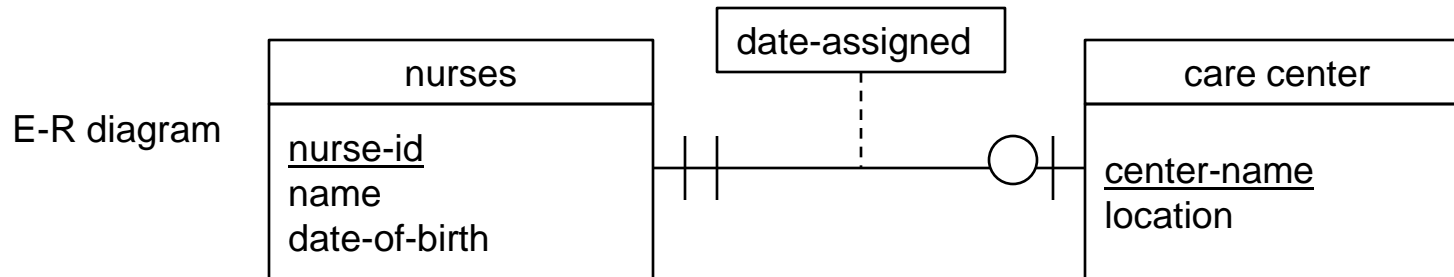 E-R diagram
nurses
nurse-id
name
date-of-birth
date-assigned
care center
center-name
location